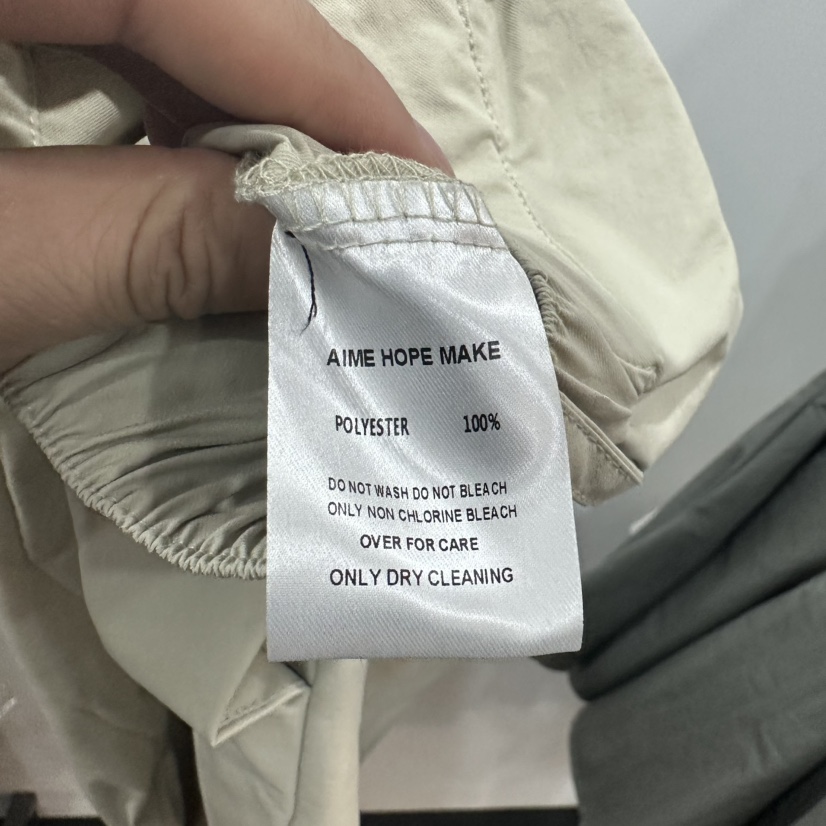 AIME HOPE MAKE
POLYESTER 100%
DO NOT WASH DO NOT BLEACH
ONLY NON CHLORINE BLEACH
OVER FOR CARE
ONLY DRY CLEANING